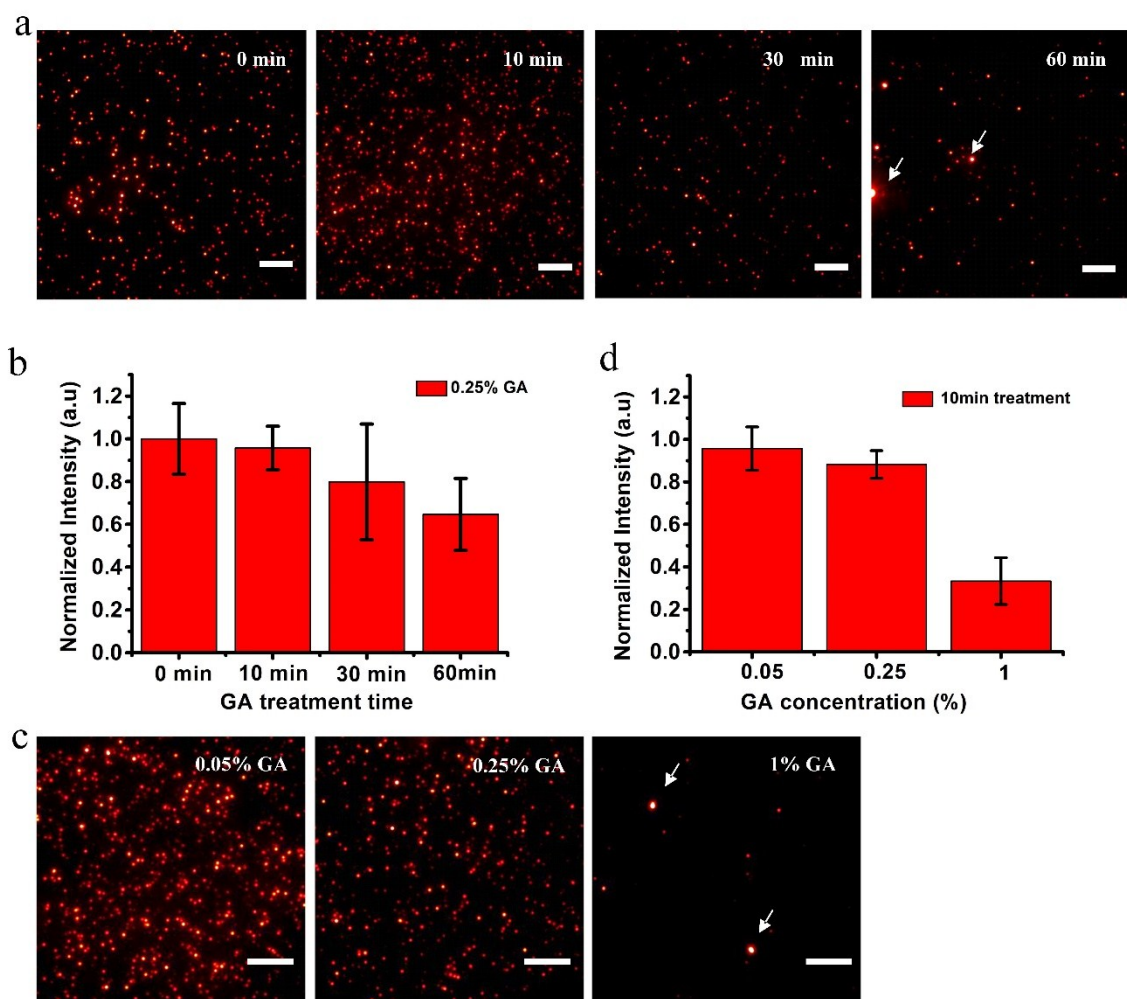 a
0 min
10 min
30 min
60 min
b
Normalized Intensity (a.u)
1.2
1.0
0.8
0.6
0.4
0.2
0.0
0.25% GA
0 min 10 min 30 min 60min
GA treatment time
d
Normalized Intensity (a.u)
1.2
1.0
0.8
0.6
0.4
0.2
0.0
10min treatment
0.05 0.25 1
GA concentration (%)
c
0.05% GA
0.25% GA
1% GA